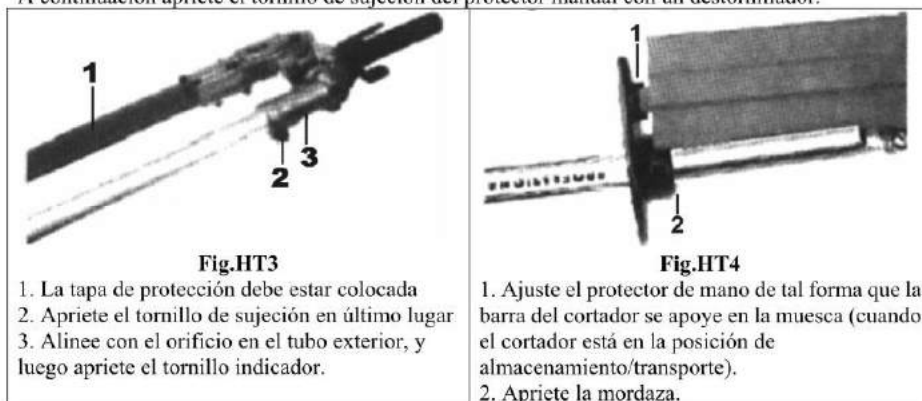 A continuación apriete el tornillo de sujeción del protector manual con un destornillador.
1
2
3
Fig.HT3
1. La tapa de protección debe estar colocada
2. Apriete el tornillo de sujeción en último lugar
3. Alinee con el orificio en el tubo exterior, y
luego apriete el tornillo indicador.
1
2
Fig.HT4
1. Ajuste el protector de mano de tal forma que la
barra del cortador se apoye en la muesca (cuando
el cortador está en la posición de
almacenamiento/transporte).
2. Apriete la mordaza.